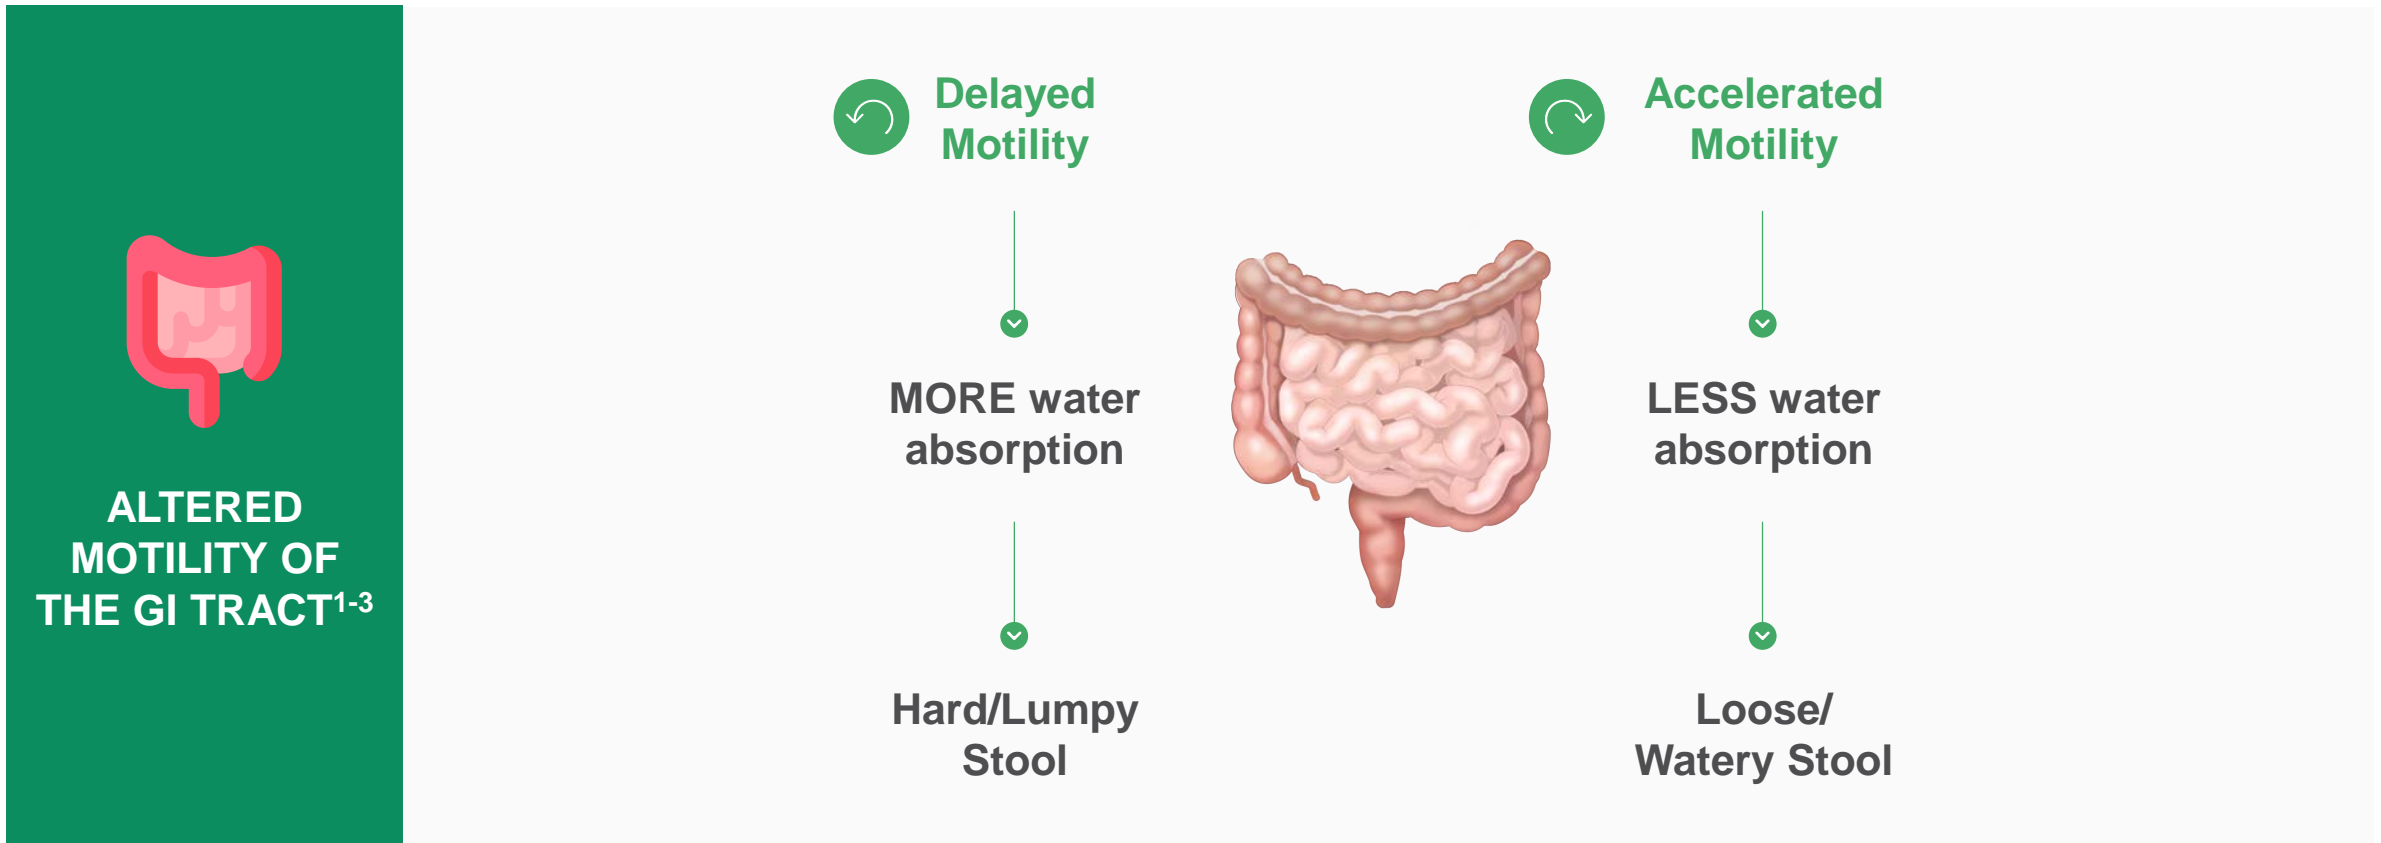 ALTERED
MOTILITY OF
THE GI TRACT1-3
Delayed
Motility
MORE water
absorption
Hard/Lumpy
Stool
Accelerated
Motility
LESS water
absorption
Loose/
Watery Stool